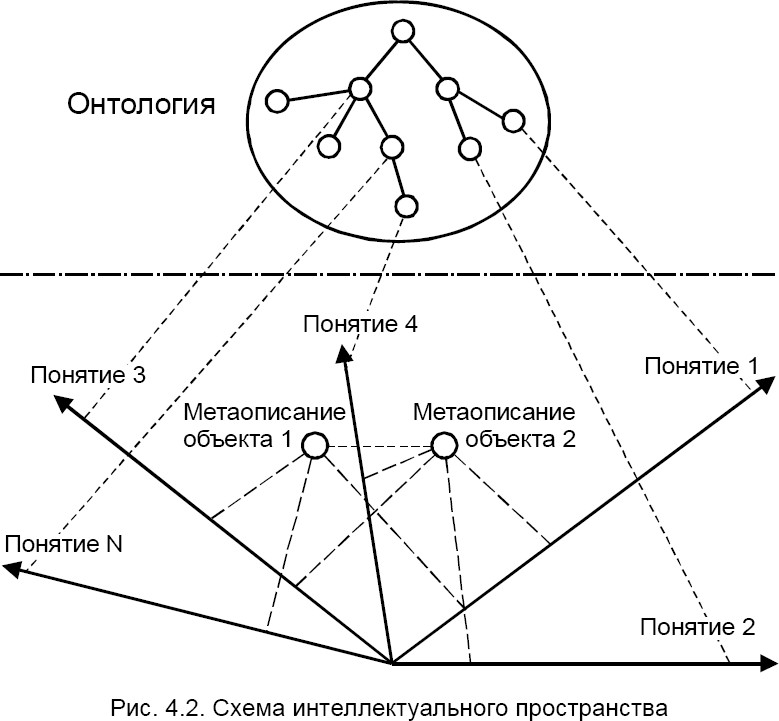 Онтология
Понятие 4
Понятие 1
Понятие 3
Метаописание
объекта 1
Метаописание
объекта 2
Понятие N
Понятие 2
Рис. 4.2. Схема интеллектуального пространства